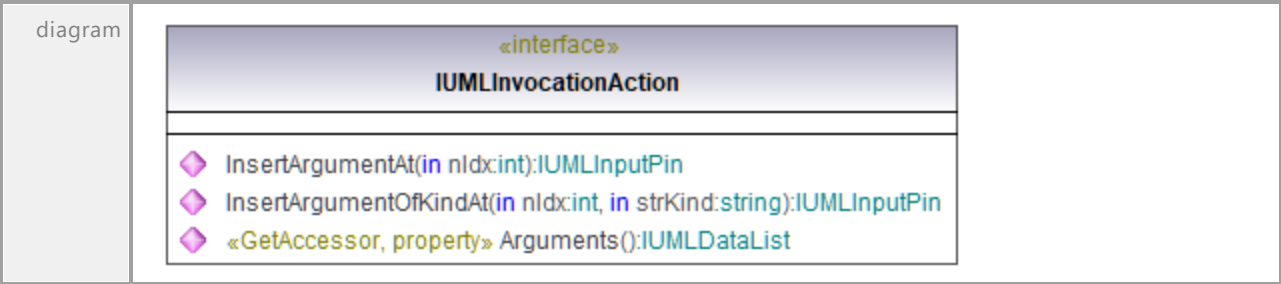 diagram
«interface»
IUMLInvocationAction
InsertArgumentAt(in nIdx:int):IUMLInputPin
InsertArgumentOfKindAt(in nIdx:int, in strKind:string):IUMLInputPin
«GetAccessor, property» Arguments():IUMLDataList